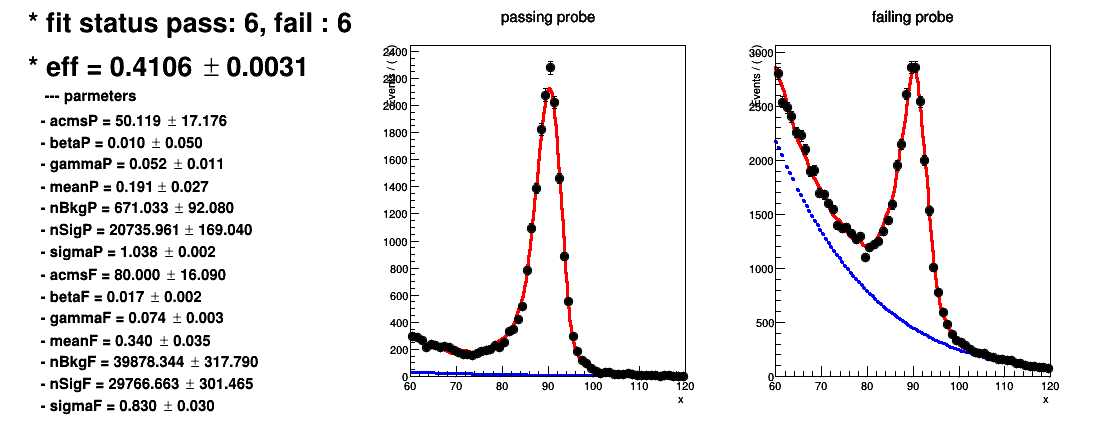 * fit status pass: 6, fail : 6
* eff = 0.4106 ± 0.0031
--- parmeters
- acmsP = 50.119 ± 17.176
- betaP = 0.010 ± 0.050
- gammaP = 0.052 ± 0.011
- meanP = 0.191 ± 0.027
- nBkgP = 671.033 ± 92.080
- nSigP = 20735.961 ± 169.040
- sigmaP = 1.038 ± 0.002
- acmsF = 80.000 ± 16.090
- betaF = 0.017 ± 0.002
- gammaF = 0.074 ± 0.003
- meanF = 0.340 ± 0.035
- nBkgF = 39878.344 ± 317.790
- nSigF = 29766.663 ± 301.465
- sigmaF = 0.830 ± 0.030
passing probe
Events / ( )
2400
2200
2000
1800
1600
1400
1200
1000
800
600
400
200
0
60 70 80 90 100 110 120
x
failing probe
Events / ( )
3000
2500
2000
1500
1000
500
0
60 70 80 90 100 110 120
x